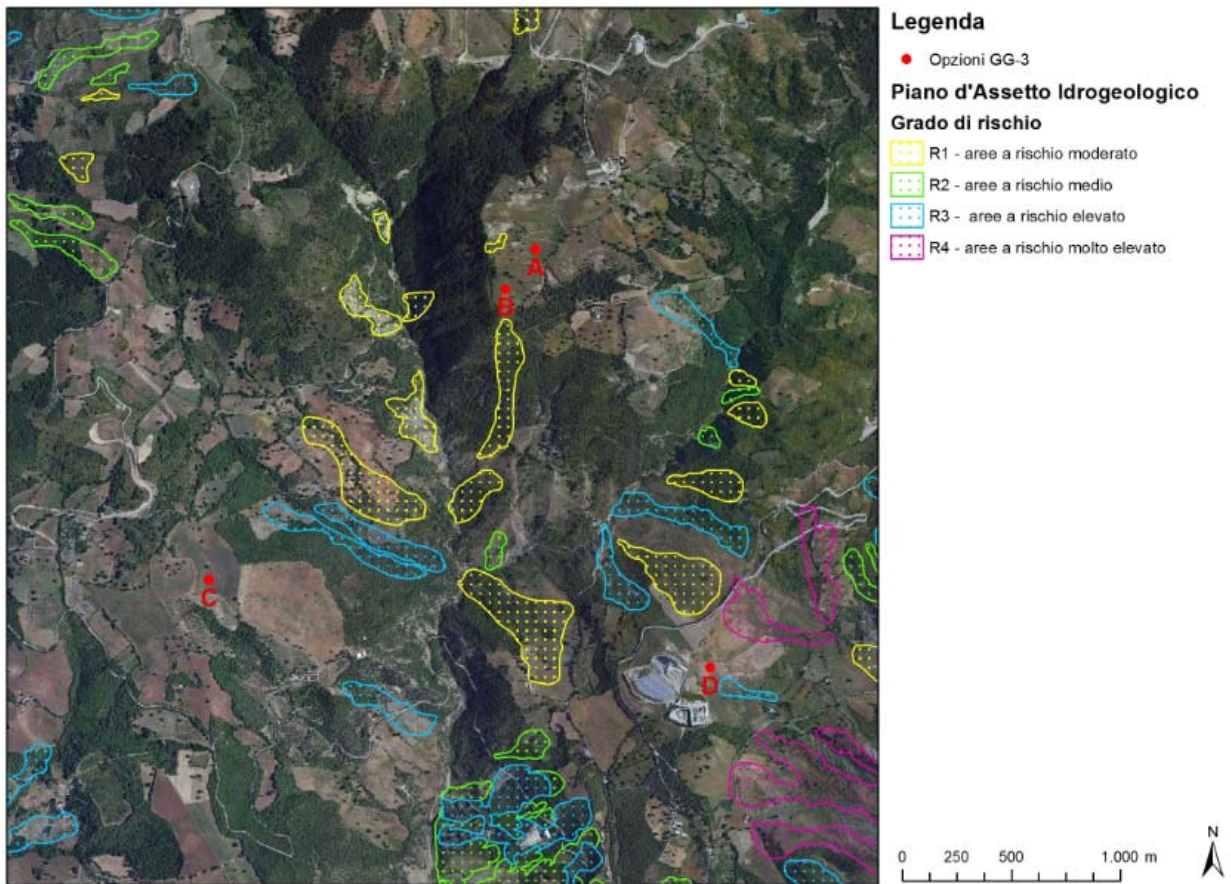 Legenda
Opzioni GG-3
Piano d'Assetto Idrogeologico
Grado di rischio
R1 - aree a rischio moderato
R2 - aree a rischio medio
R3 - aree a rischio elevato
R4 - aree a rischio molto elevato
A
B
C
D
N
0 250 500 1.000 m